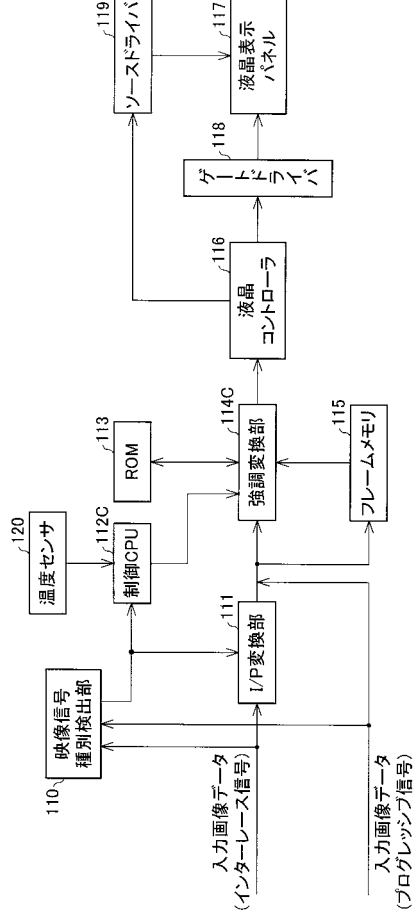 入力画像データ
(インターレース信号)
入力画像データ
(プログレッシブ信号)
110
映像信号
種別検出部
120
温度センサ
112C
制御CPU
111
I/P変換部
113
ROM
114C
強調変換部
115
フレームメモリ
116
液晶
コントローラ
118
ゲートドライバ
119
ソースドライバ
117
液晶表示
パネル